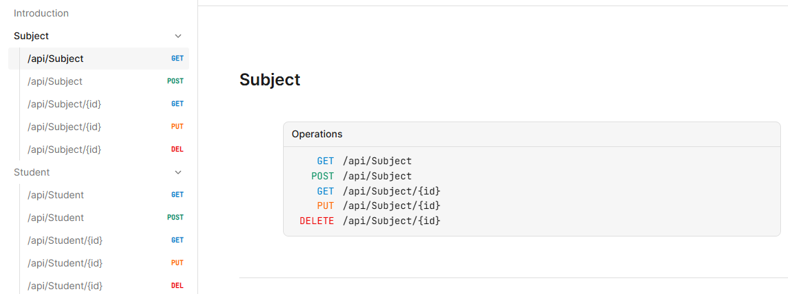 Introduction
Subject
/api/Subject GET
/api/Subject POST
/api/Subject/{id} GET
/api/Subject/{id} PUT
/api/Subject/{id} DEL
Student
/api/Student GET
/api/Student POST
/api/Student/{id} GET
/api/Student/{id} PUT
/api/Student/{id} DEL
Subject
Operations
GET /api/Subject
POST /api/Subject
GET /api/Subject/{id}
PUT /api/Subject/{id}
DELETE /api/Subject/{id}